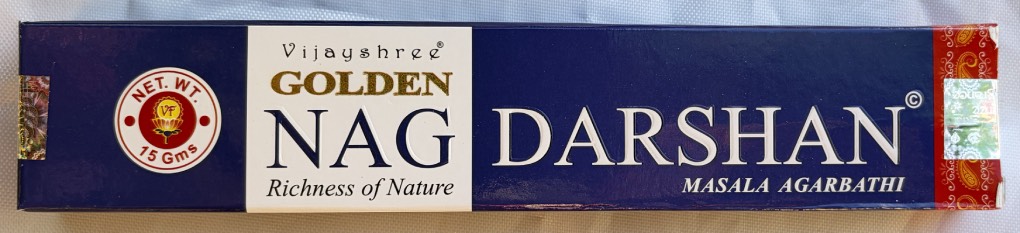 NET. WT.
VF
15 Gms
Vijayshree®
GOLDEN
NAG
Richness of Nature
DARSHAN©
MASALA AGARBATHI